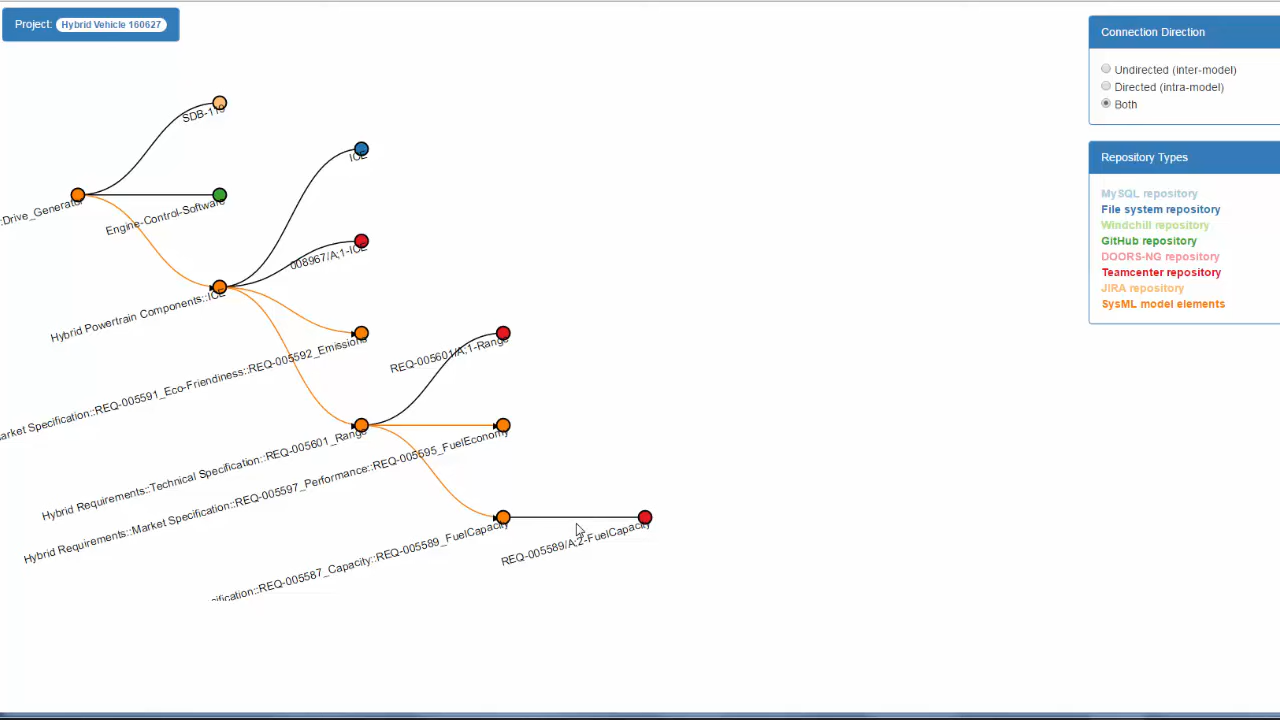 Project: Hybrid Vehicle 160627
Connection Direction
Undirected (inter-model)
Directed (intra-model)
Both
Repository Types
MySQL repository
File system repository
Windchill repository
GitHub repository
DOORS-NG repository
Teamcenter repository
JIRA repository
SysML model elements
SDB-119
ICE
:Drive_Generator
Engine-Control-Software
008967/A;1-ICE
Hybrid Powertrain Components::ICE
arket Specification::REQ-005591_Eco-Friendiness::REQ-005592_Emissions
REQ-005601/A;1-Range
Hybrid Requirements::Technical Specification::REQ-005601_Range
Hybrid Requirements::Market Specification::REQ-005597_Performance::REQ-005595_FuelEconomy
cification::REQ-005587_Capacity::REQ-005589_FuelCapacity
REQ-005589/A;2-FuelCapacity